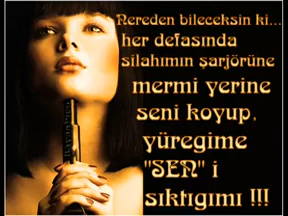 Nereden bileceksin ki...
her defasında
silahımın şarjörüne
mermi yerine
seni koyup,
yüregime
"SEN" i
sıktıgımı !!!